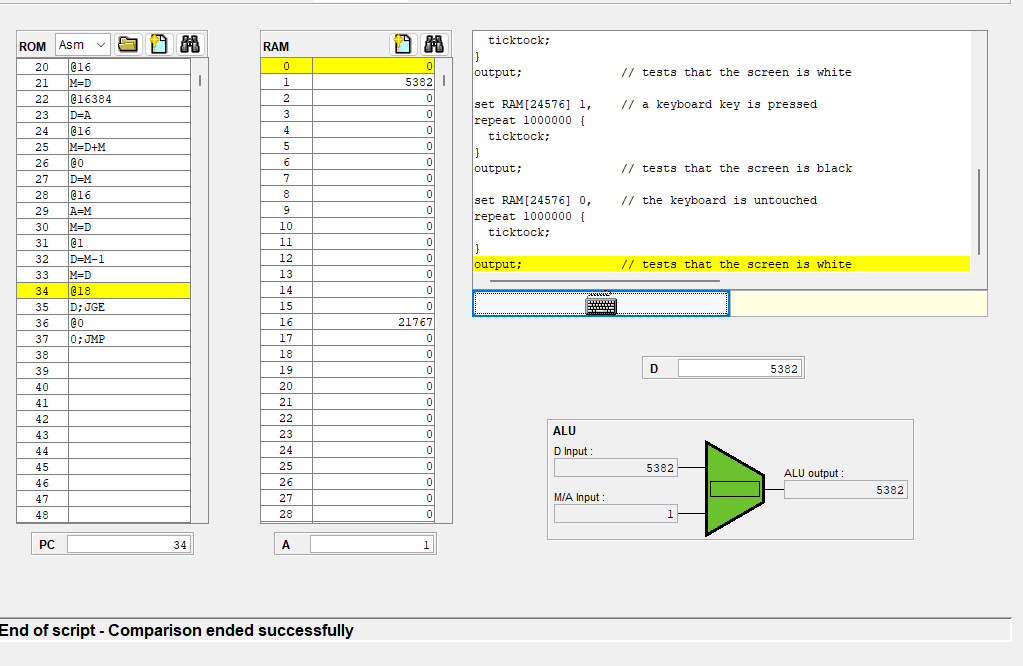 ROM Asm
20 @16
21 M=D
22 @16384
23 D=A
24 @16
25 M=D+M
26 @0
27 D=M
28 @16
29 A=M
30 M=D
31 @1
32 D=M-1
33 M=D
34 @18
35 D;JGE
36 @0
37 0;JMP
38
39
40
41
42
43
44
45
46
47
48
PC 34
RAM
0 0
1 5382
2 0
3 0
4 0
5 0
6 0
7 0
8 0
9 0
10 0
11 0
12 0
13 0
14 0
15 0
16 21767
17 0
18 0
19 0
20 0
21 0
22 0
23 0
24 0
25 0
26 0
27 0
28 0
A 1
ticktock;
}
output; // tests that the screen is white
set RAM[24576] 1, // a keyboard key is pressed
repeat 1000000 {
ticktock;
}
output; // tests that the screen is black
set RAM[24576] 0, // the keyboard is untouched
repeat 1000000 {
ticktock;
}
output; // tests that the screen is white
D 5382
ALU
D Input :
5382
M/A Input :
1
ALU output :
5382
End of script - Comparison ended successfully